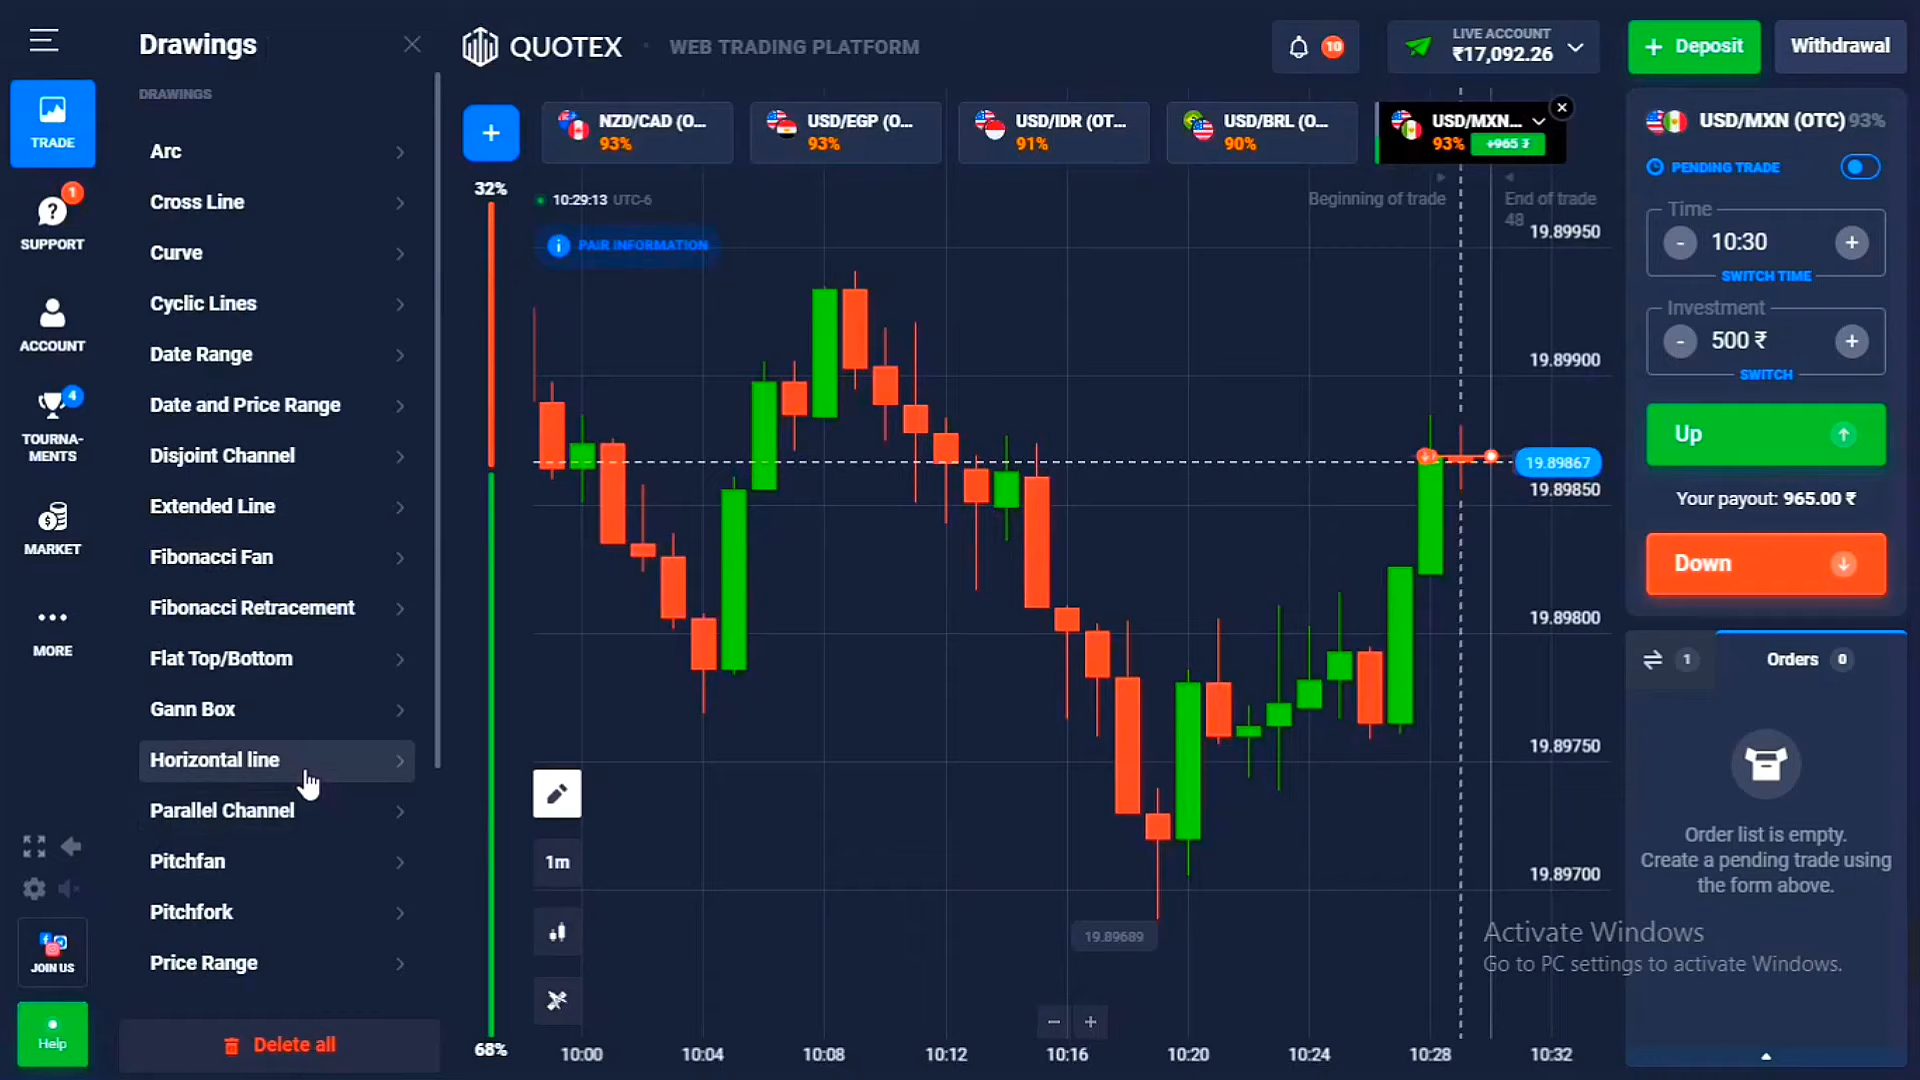 Drawings
DRAWINGS
Arc
Cross Line
Curve
Cyclic Lines
Date Range
Date and Price Range
Disjoint Channel
Extended Line
Fibonacci Fan
Fibonacci Retracement
Flat Top/Bottom
Gann Box
Horizontal line
Parallel Channel
Pitchfan
Pitchfork
Price Range
Delete all
TRADE
1
SUPPORT
ACCOUNT
4
TOURNA-
MENTS
MARKET
MORE
JOIN US
Help
QUOTEX
WEB TRADING PLATFORM
10
LIVE ACCOUNT
₹17,092.26
+ Deposit
Withdrawal
+
NZD/CAD (O...
93%
USD/EGP (O...
93%
USD/IDR (OT...
91%
USD/BRL (O...
90%
USD/MXN...
93% +965 ₹
32%
68%
10:29:13 UTC-6
PAIR INFORMATION
Beginning of trade
End of trade
48
19.89950
19.89900
19.89867
19.89850
19.89800
19.89750
19.89700
19.89689
1m
− +
10:00 10:04 10:08 10:12 10:16 10:20 10:24 10:28 10:32
USD/MXN (OTC) 93%
PENDING TRADE
Time
- 10:30 +
SWITCH TIME
Investment
- 500 ₹ +
SWITCH
Up
Your payout: 965.00 ₹
Down
1
Orders 0
Order list is empty.
Create a pending trade using
the form above.
Activate Windows
Go to PC settings to activate Windows.